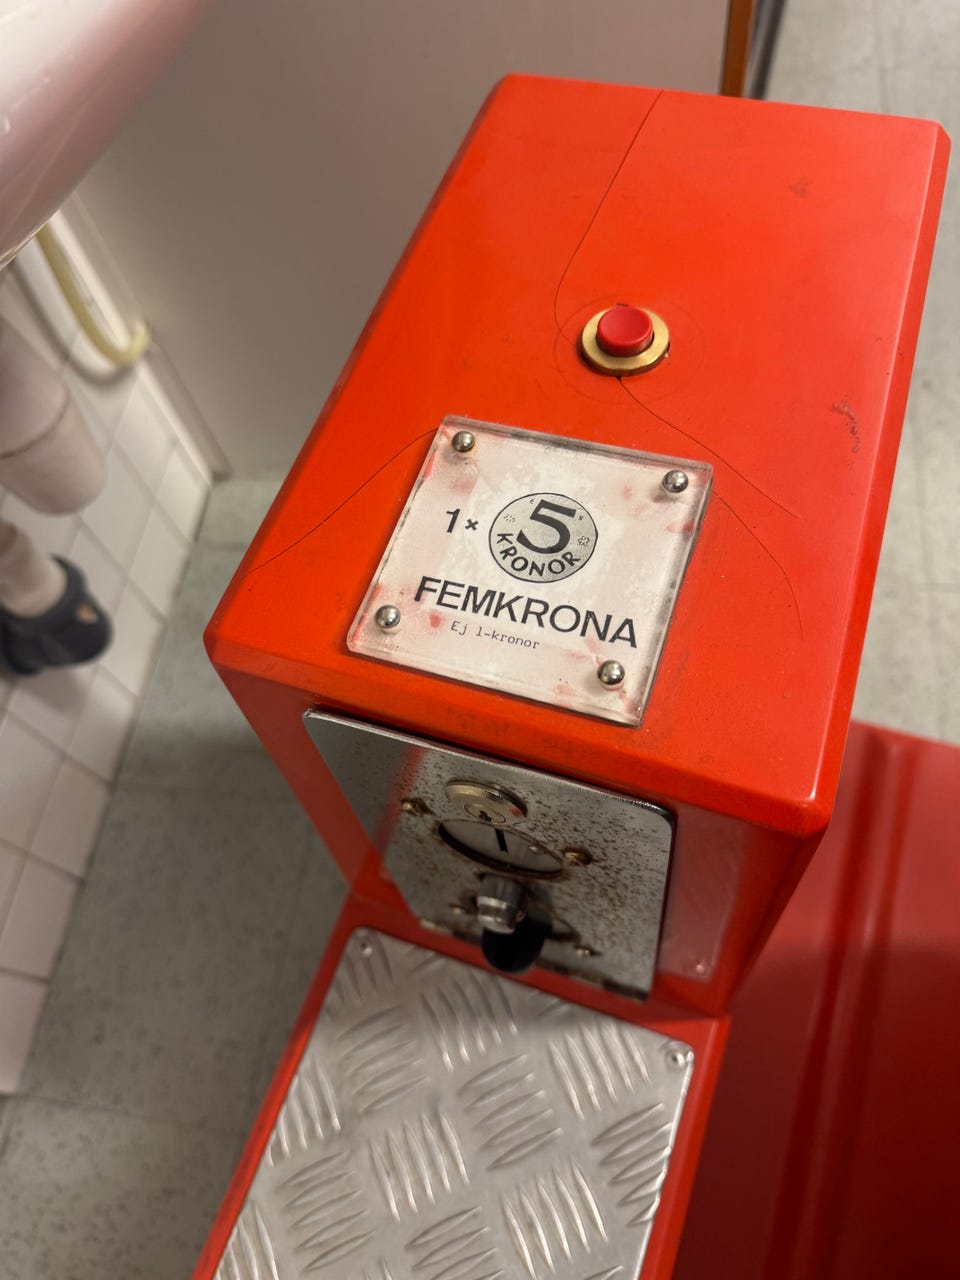 1 × 5
KRONOR
FEMKRONA
Ej 1-kronor